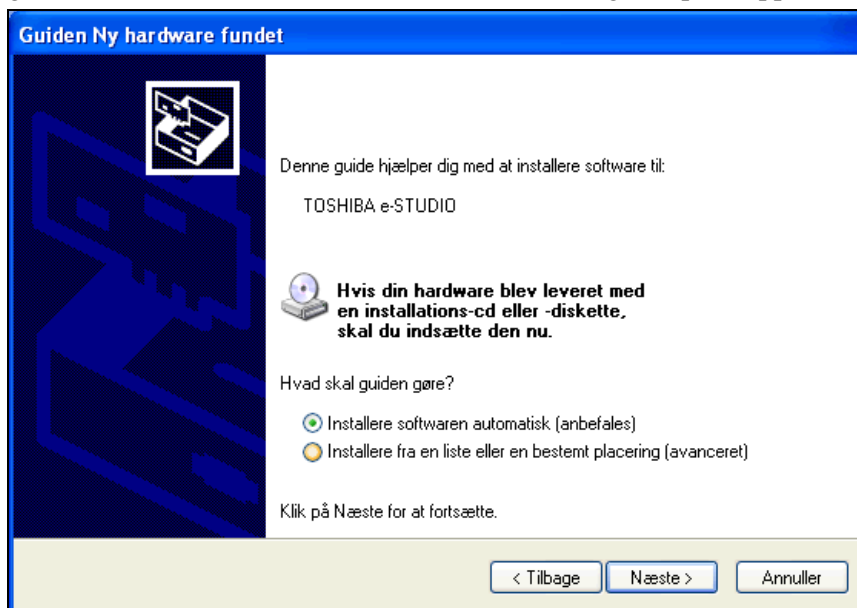 Guiden Ny hardware fundet
Denne guide hjælper dig med at installere software til:
TOSHIBA e-STUDIO
Hvis din hardware blev leveret med
en installations-cd eller -diskette,
skal du indsætte den nu.
Hvad skal guiden gøre?
Installere softwaren automatisk (anbefales)
Installere fra en liste eller en bestemt placering (avanceret)
Klik på Næste for at fortsætte.
< Tilbage Næste > Annuller